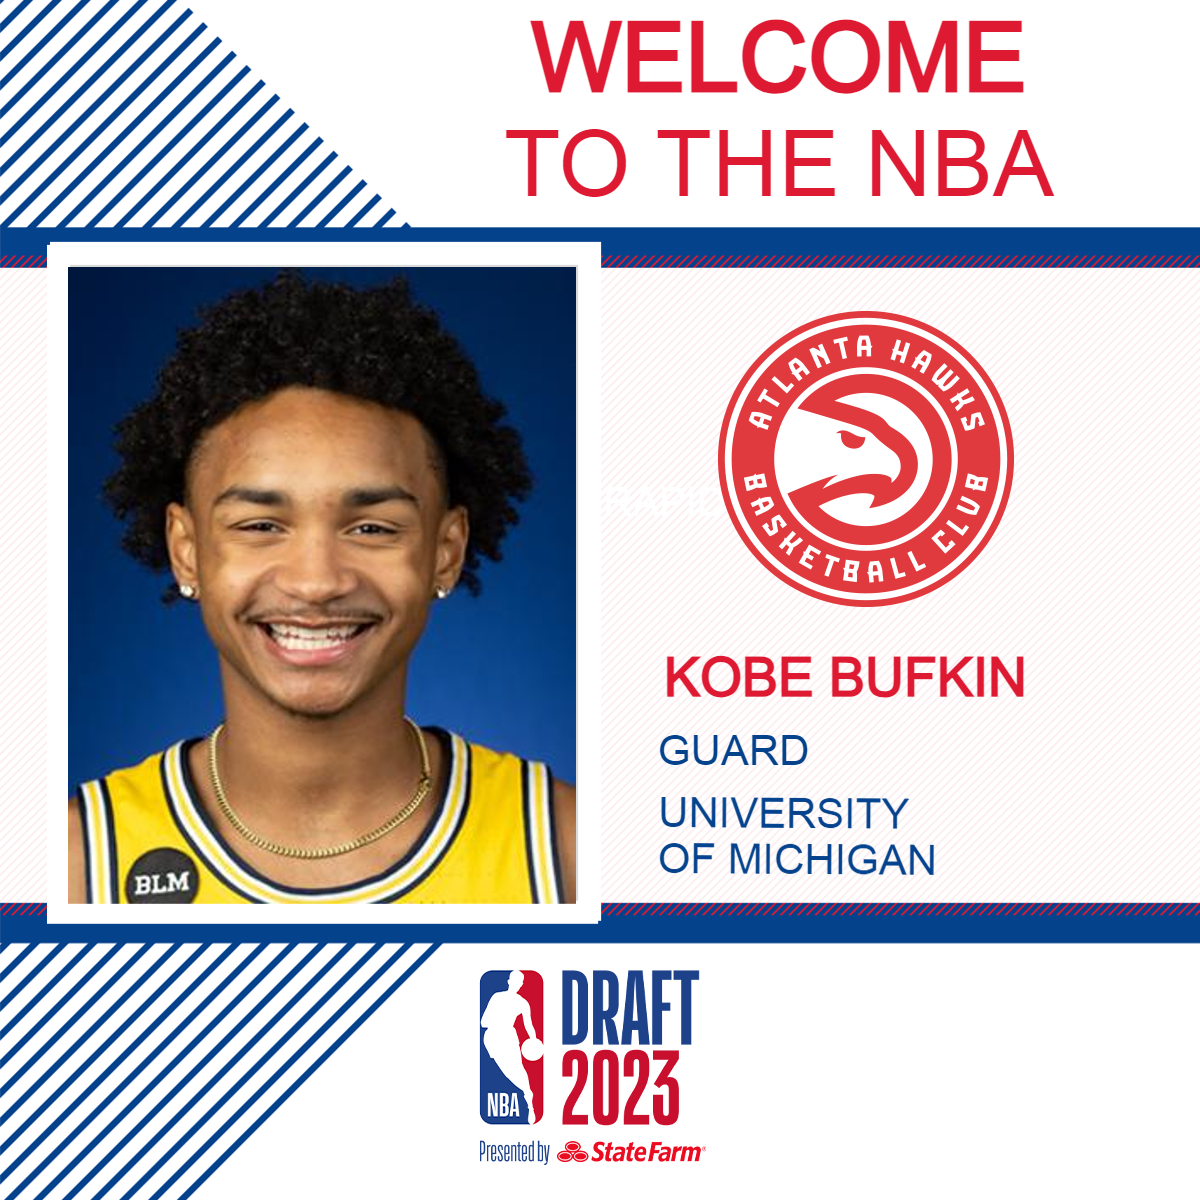 WELCOME
TO THE NBA
ATLANTA HAWKS
BASKETBALL CLUB
KOBE BUFKIN
GUARD
UNIVERSITY
OF MICHIGAN
BLM
DRAFT
2023
NBA
Presented by StateFarm®